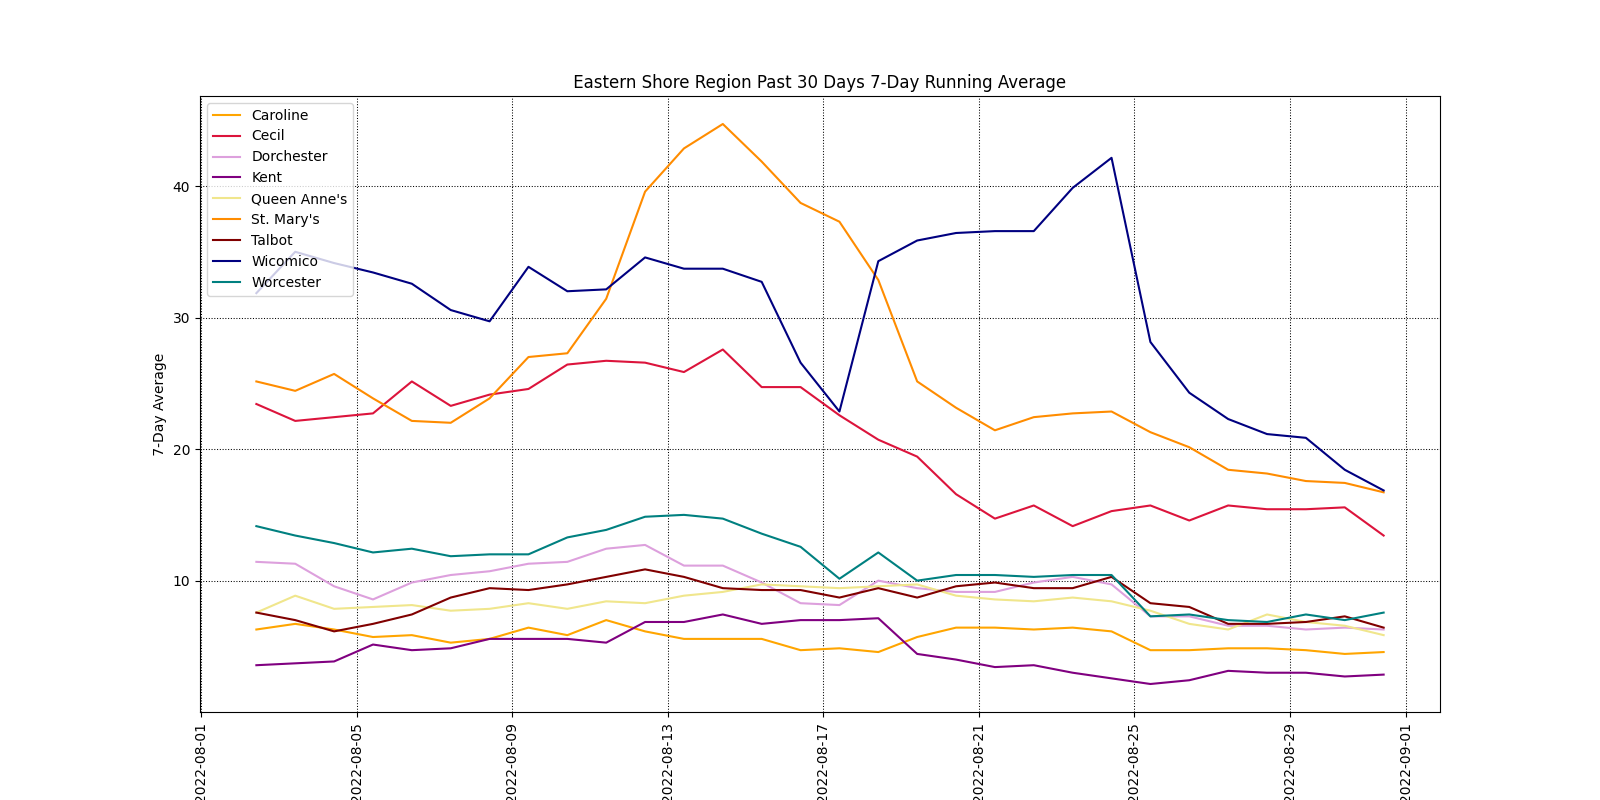 Eastern Shore Region Past 30 Days 7-Day Running Average
Caroline
Cecil
Dorchester
Kent
Queen Anne's
St. Mary's
Talbot
Wicomico
Worcester
40
30
20
10
7-Day Average
2022-08-01
2022-08-05
2022-08-09
2022-08-13
2022-08-17
2022-08-21
2022-08-25
2022-08-29
2022-09-01